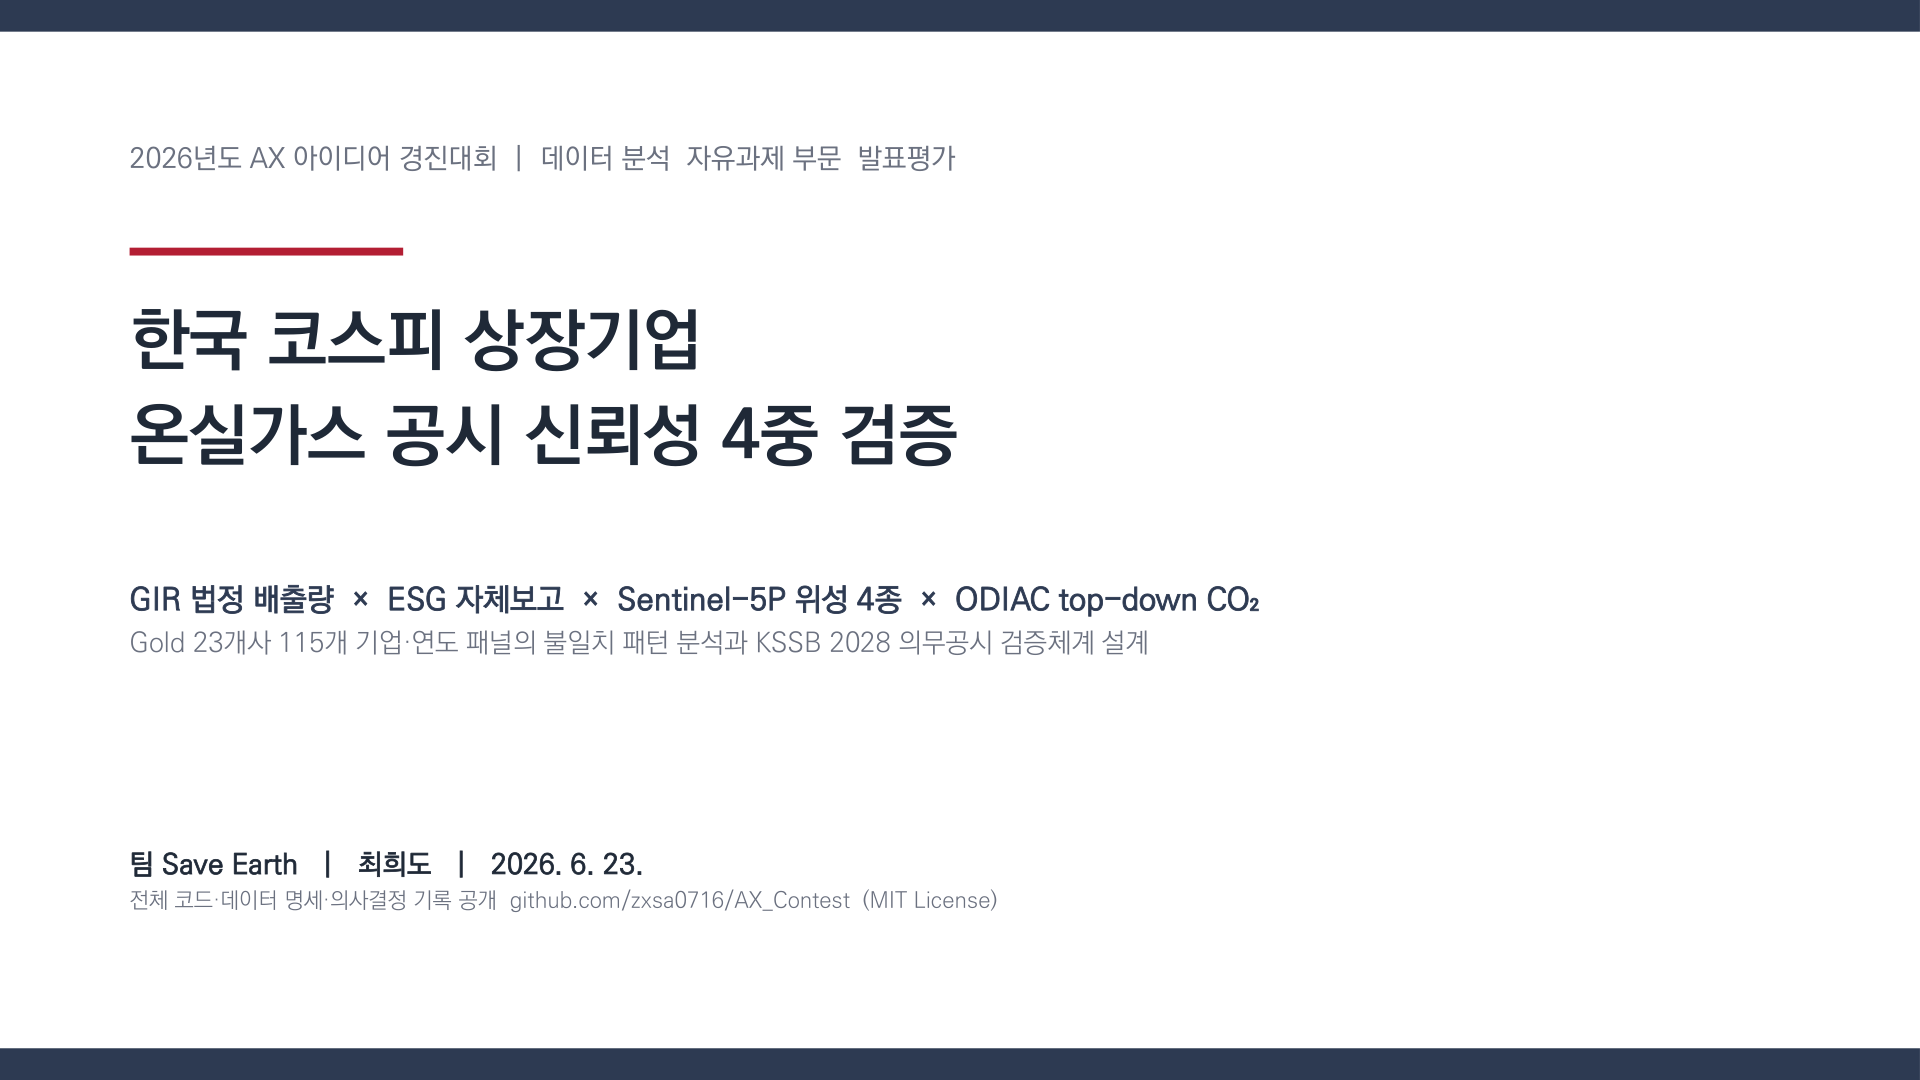 2026년도 AX 아이디어 경진대회 | 데이터 분석 자유과제 부문 발표평가
한국 코스피 상장기업
온실가스 공시 신뢰성 4중 검증
GIR 법정 배출량 × ESG 자체보고 × Sentinel-5P 위성 4종 × ODIAC top-down CO₂
Gold 23개사 115개 기업·연도 패널의 불일치 패턴 분석과 KSSB 2028 의무공시 검증체계 설계
팀 Save Earth | 최희도 | 2026. 6. 23.
전체 코드·데이터 명세·의사결정 기록 공개 github.com/zxsa0716/AX_Contest (MIT License)